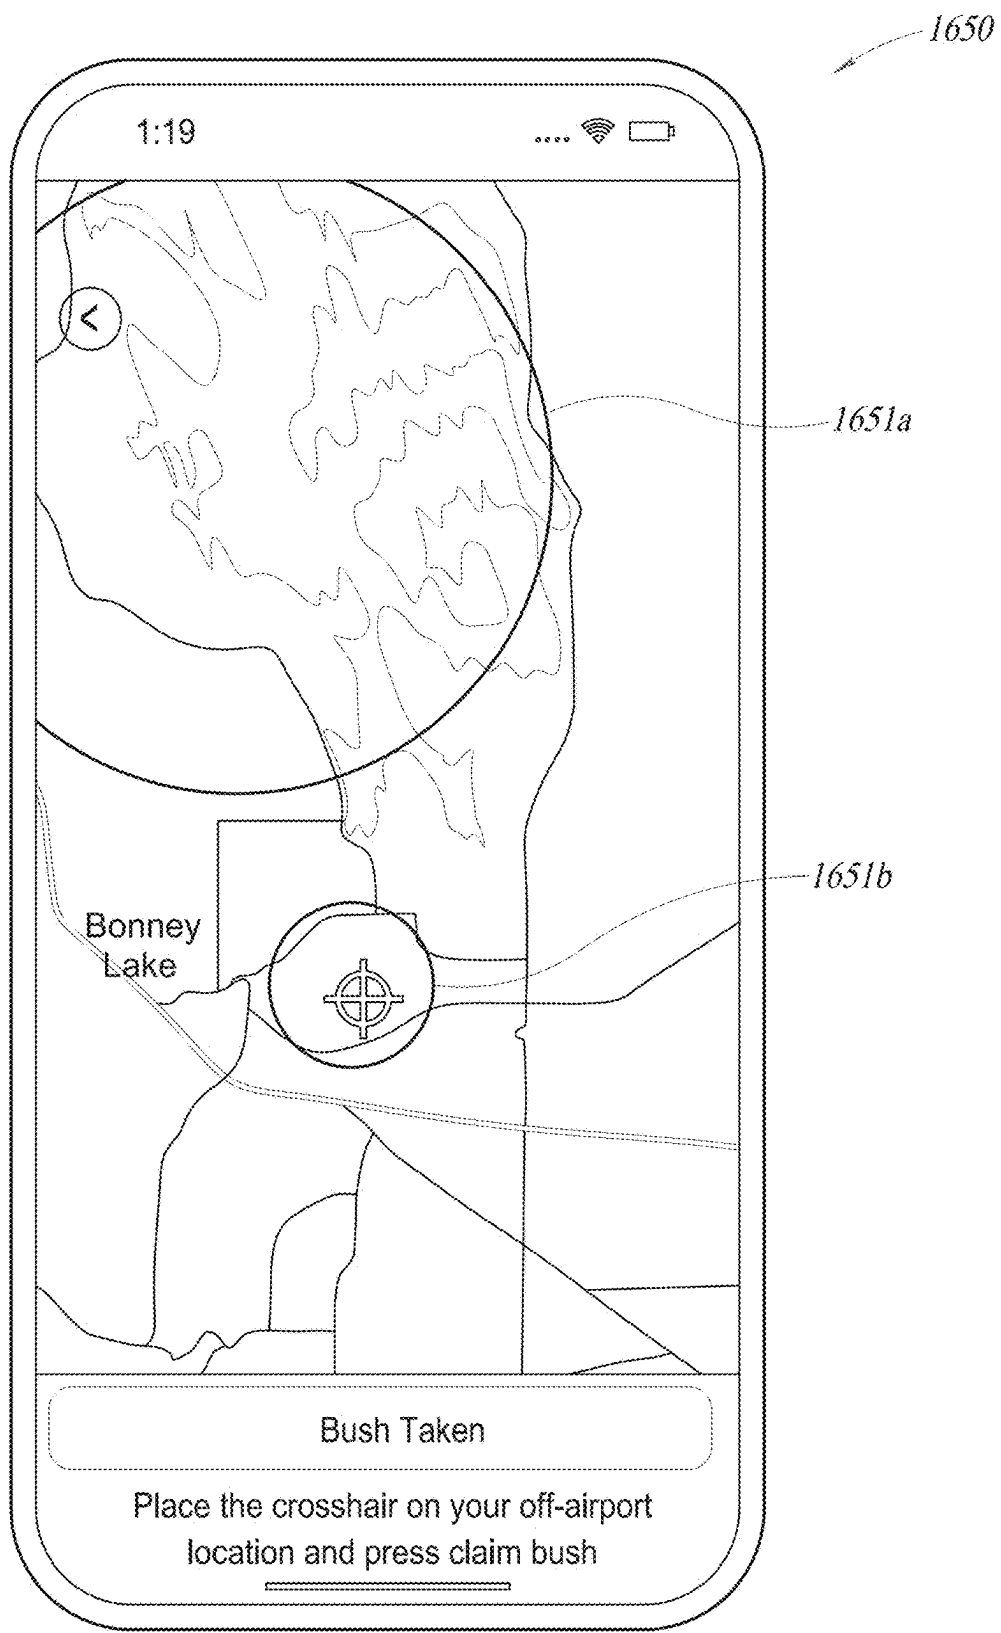 1650
1:19
<
1651a
1651b
Bonney
Lake
Bush Taken
Place the crosshair on your off-airport
location and press claim bush